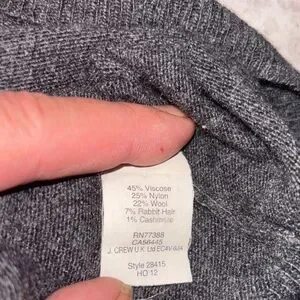 45% Viscose
25% Nylon
22% Wool
7% Rabbit Hair
1% Cashmere
RN77388
CA56445
J. CREW U.K. Ltd EC4V 6JA
Style 28415
HO 12